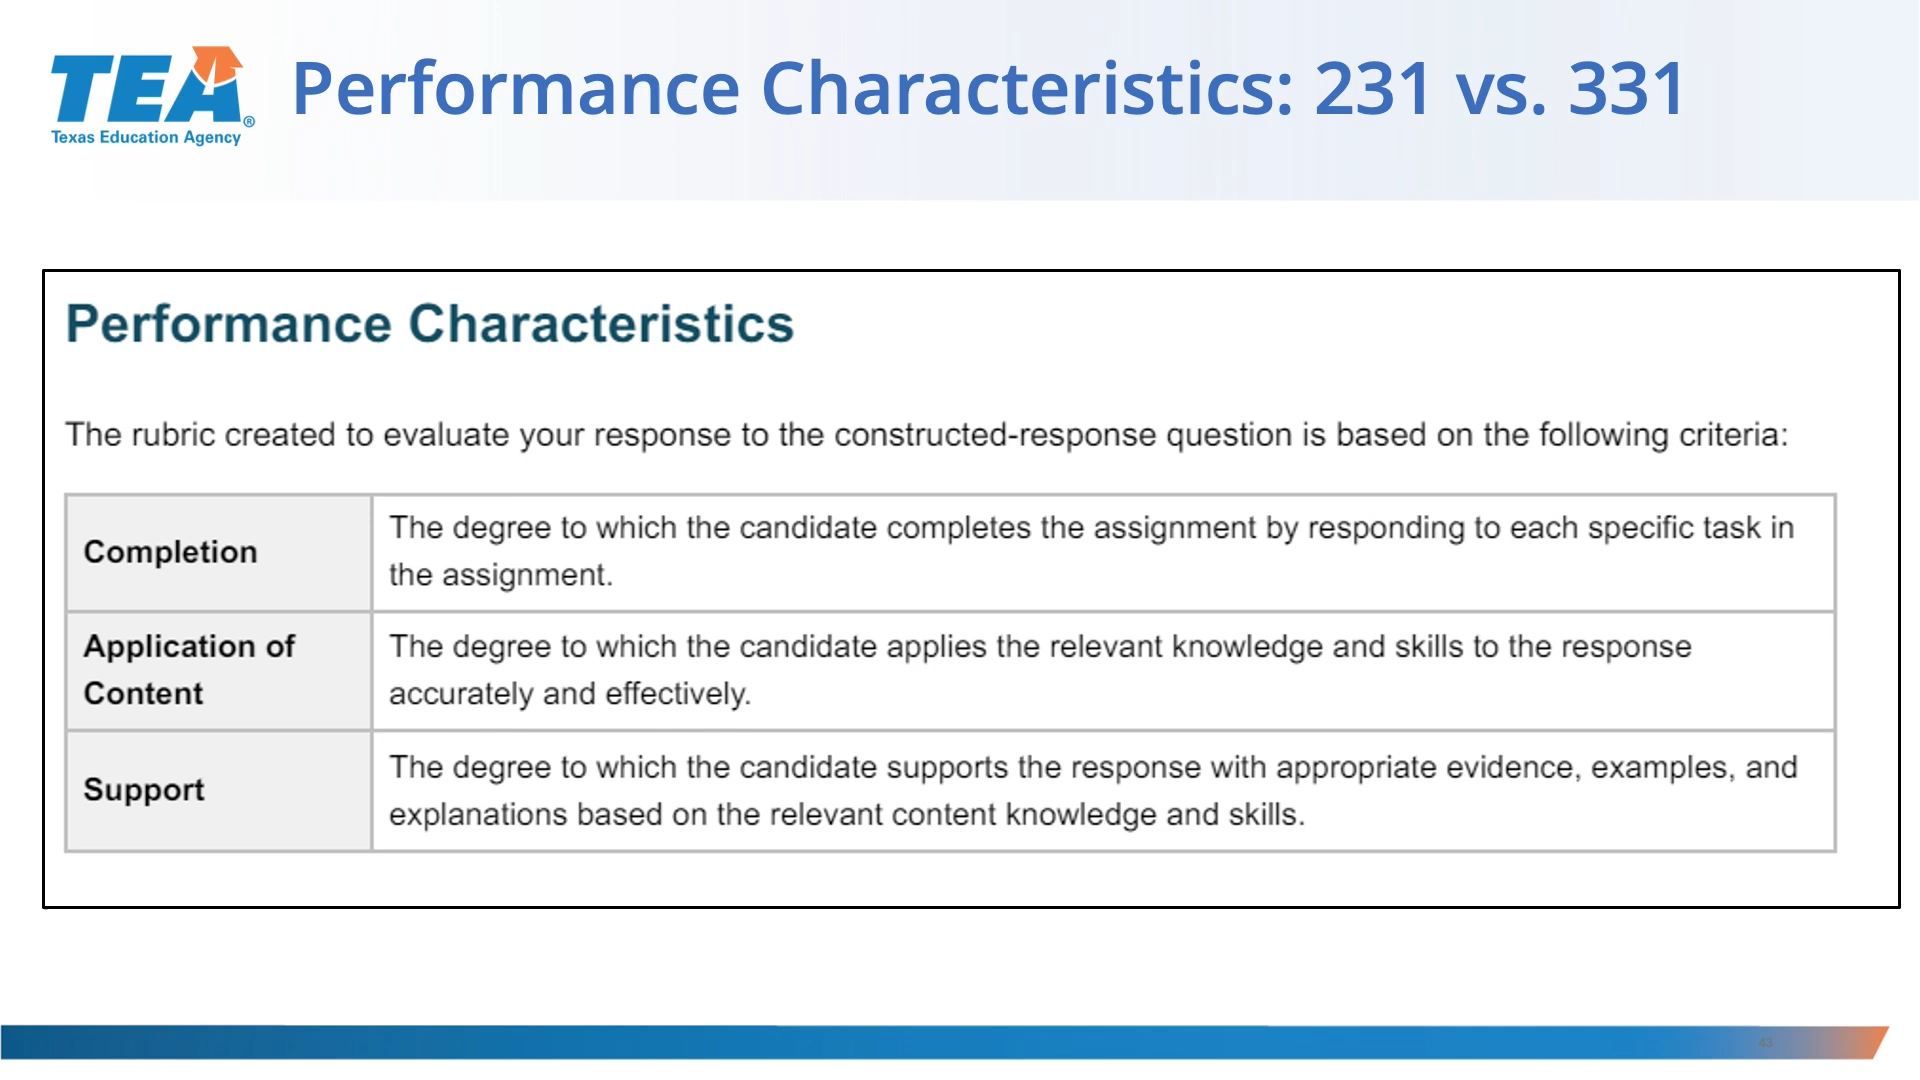 TEA®
Texas Education Agency
Performance Characteristics: 231 vs. 331
Performance Characteristics
The rubric created to evaluate your response to the constructed-response question is based on the following criteria:
Completion
The degree to which the candidate completes the assignment by responding to each specific task in
the assignment.
Application of
Content
The degree to which the candidate applies the relevant knowledge and skills to the response
accurately and effectively.
Support
The degree to which the candidate supports the response with appropriate evidence, examples, and
explanations based on the relevant content knowledge and skills.
43